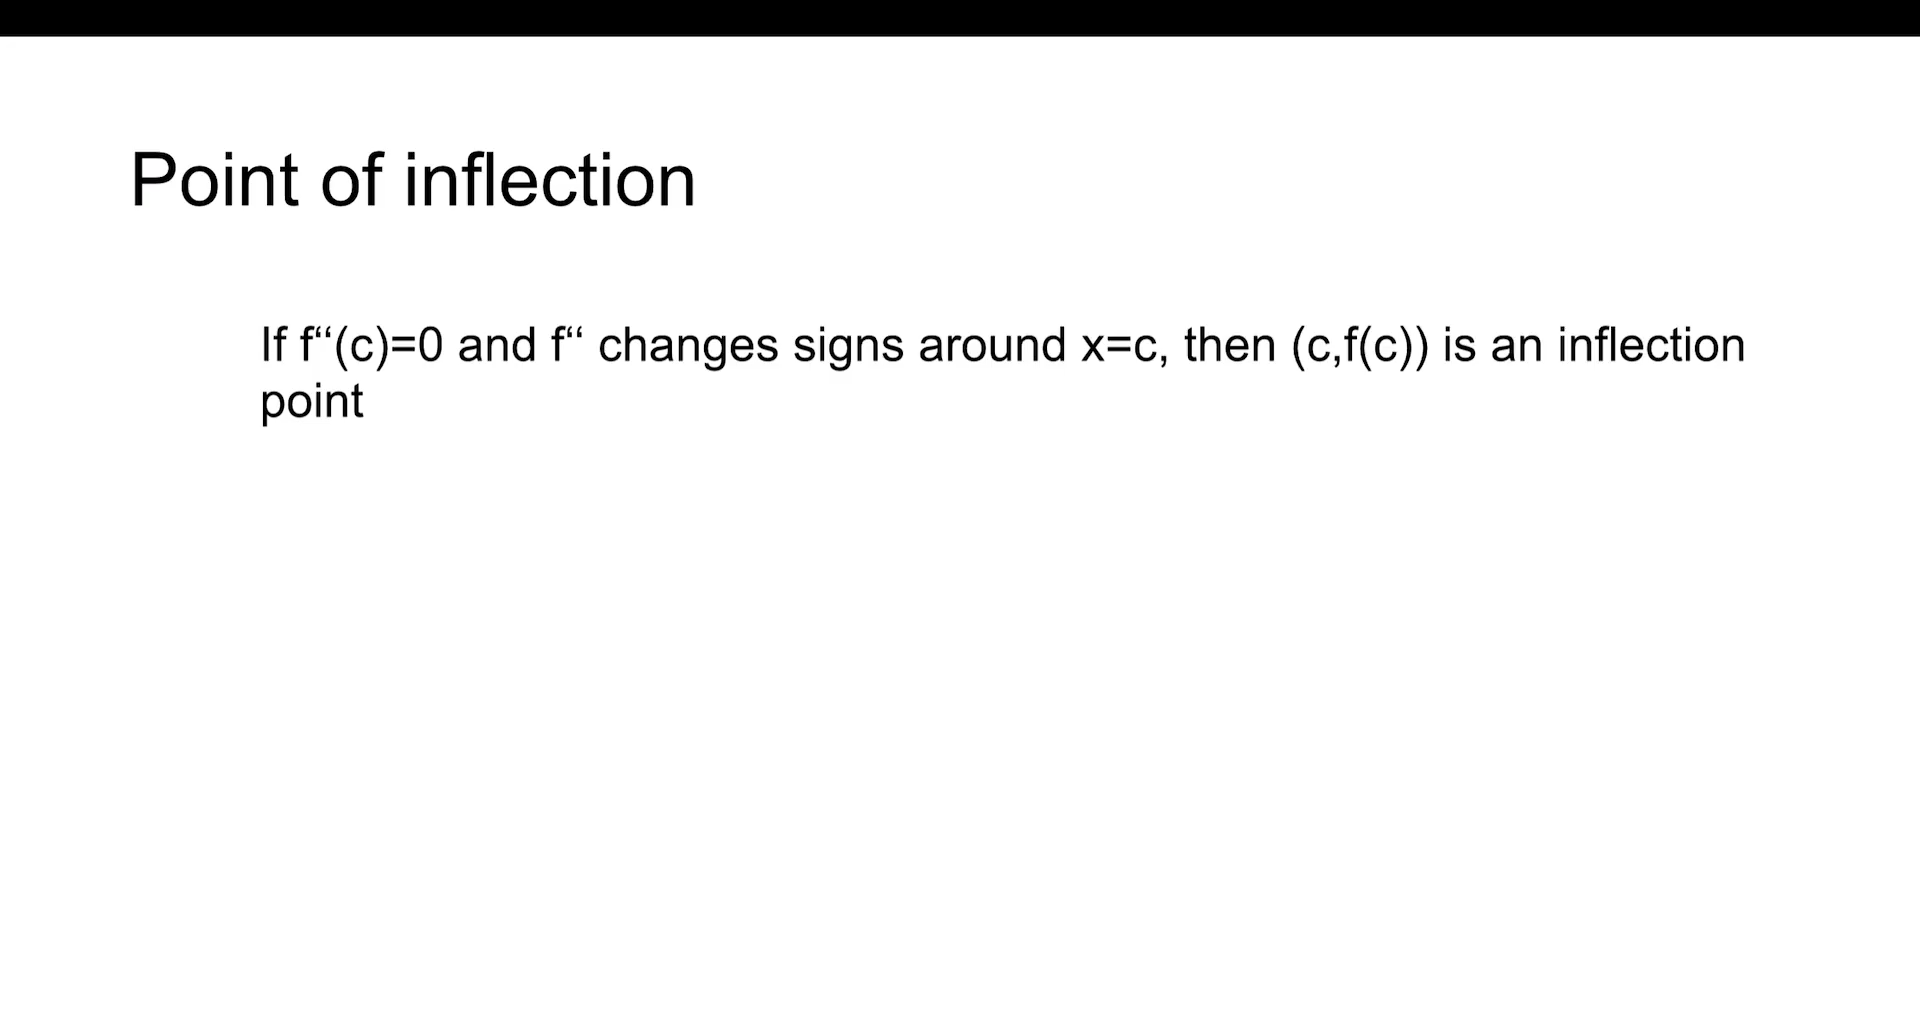 Point of inflection
If f“(c)=0 and f“ changes signs around x=c, then (c,f(c)) is an inflection
point